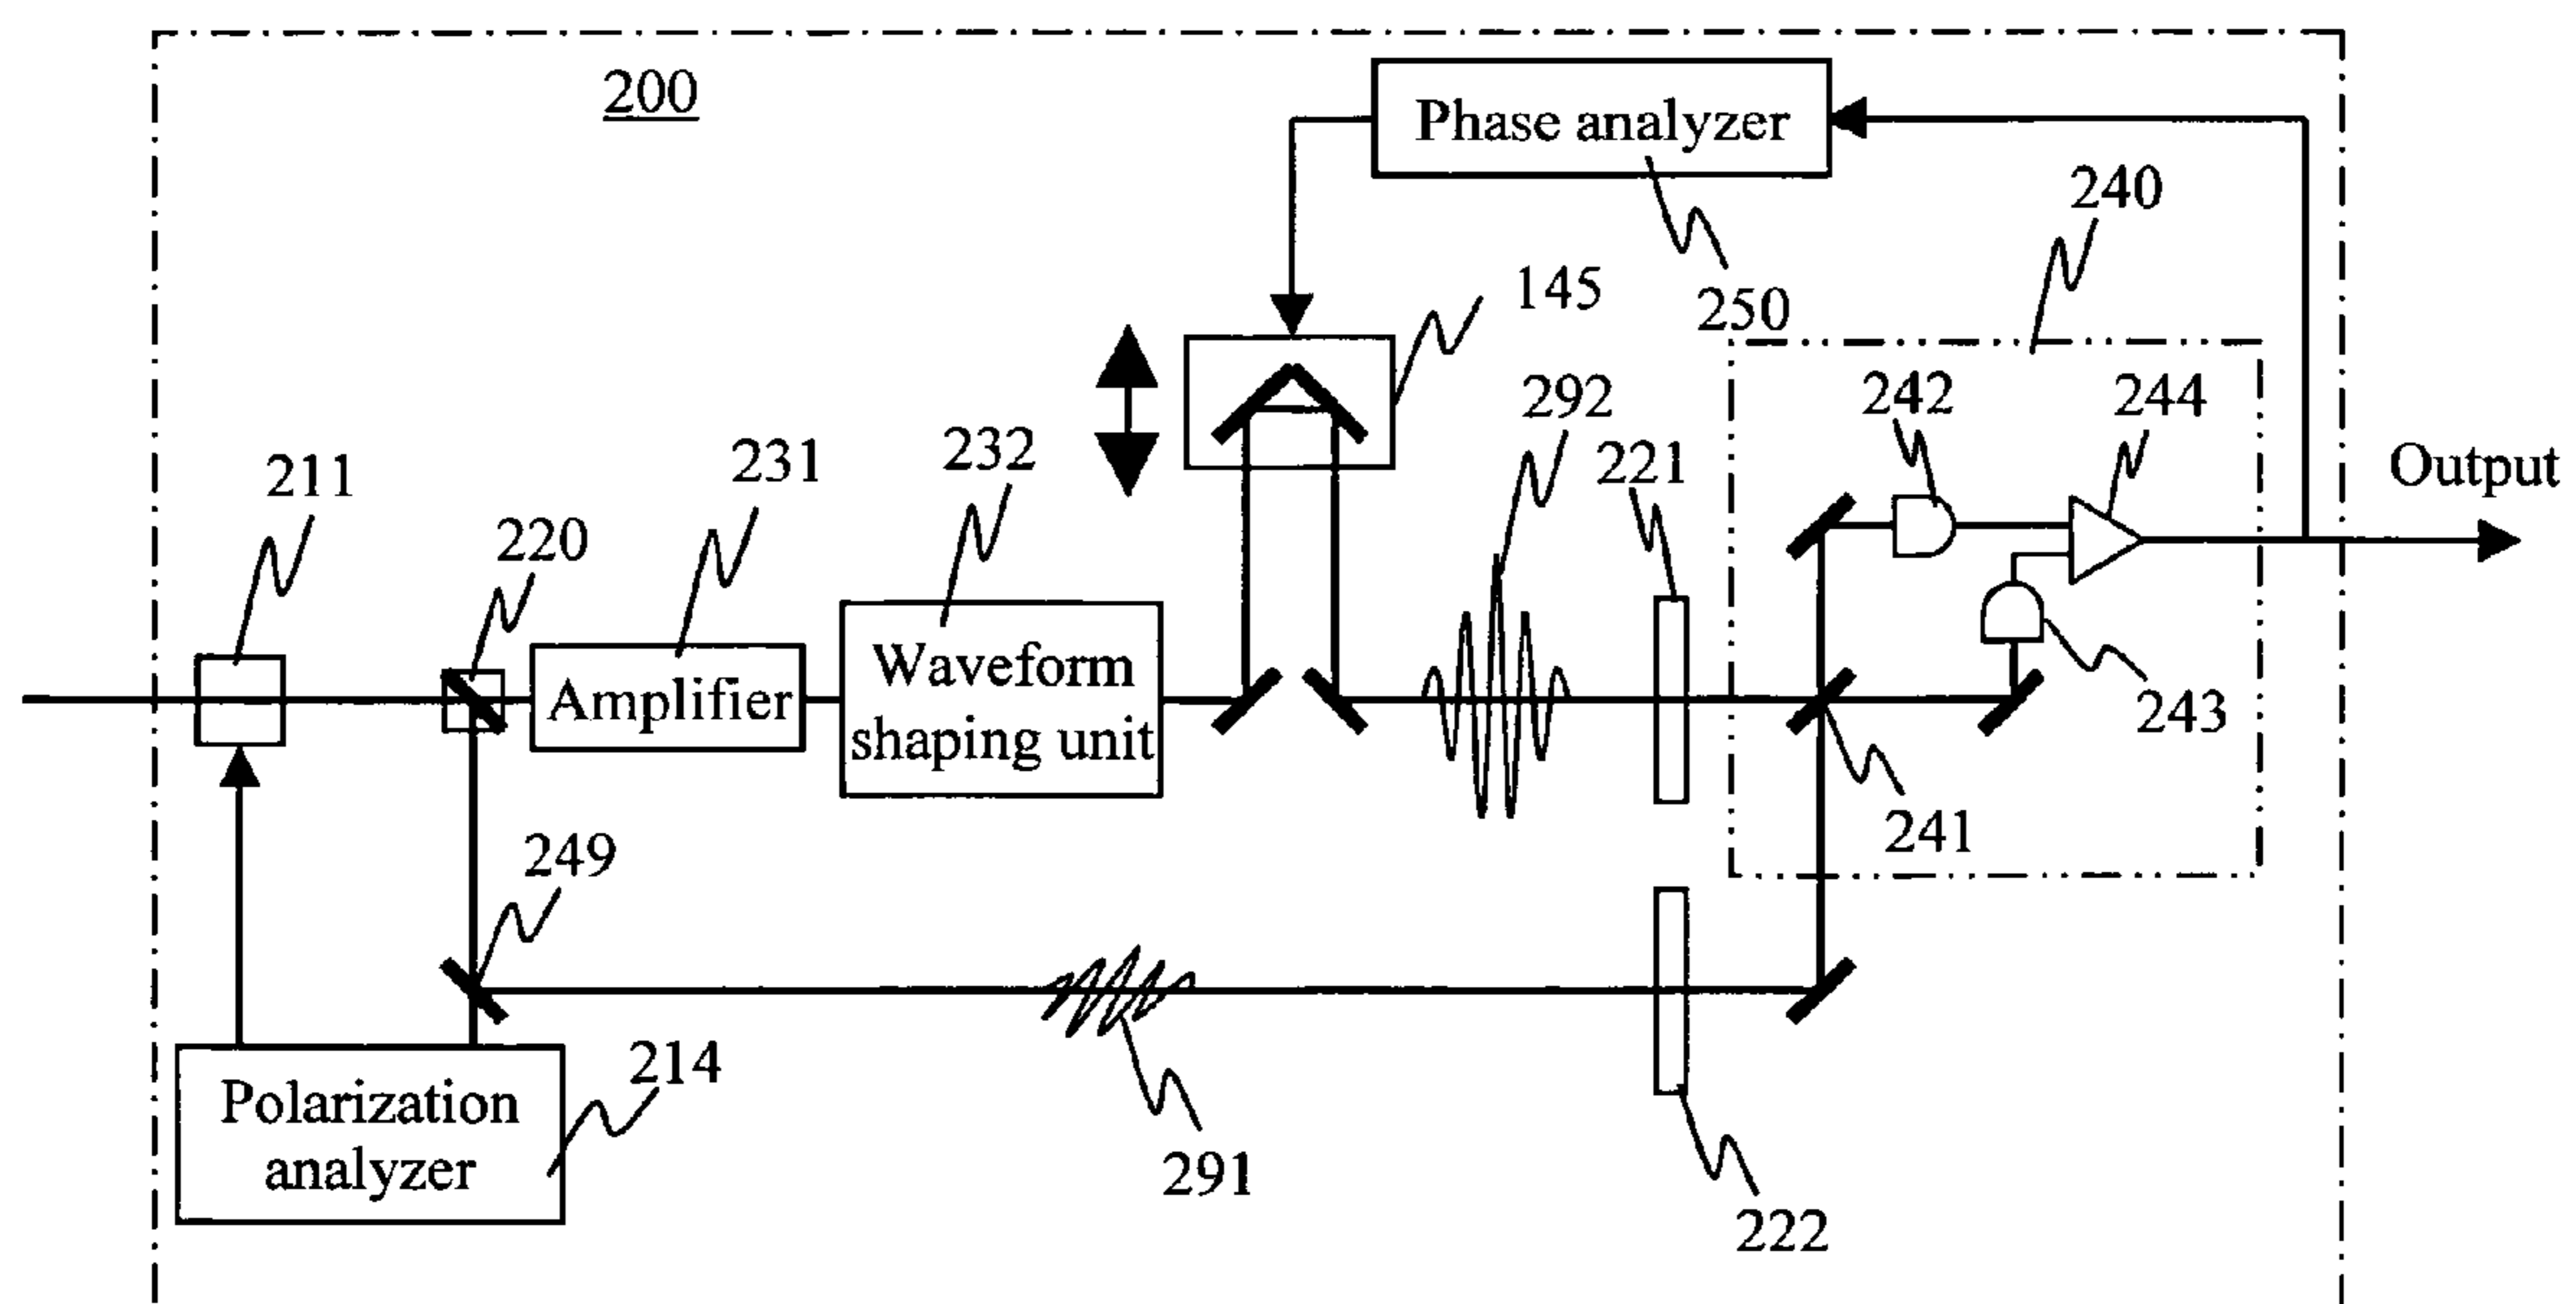 200
Phase analyzer
240
250
145
292
242
244
221
Output
232
231
211
220
Waveform
shaping unit
Amplifier
243
241
249
214
Polarization
analyzer
291
222